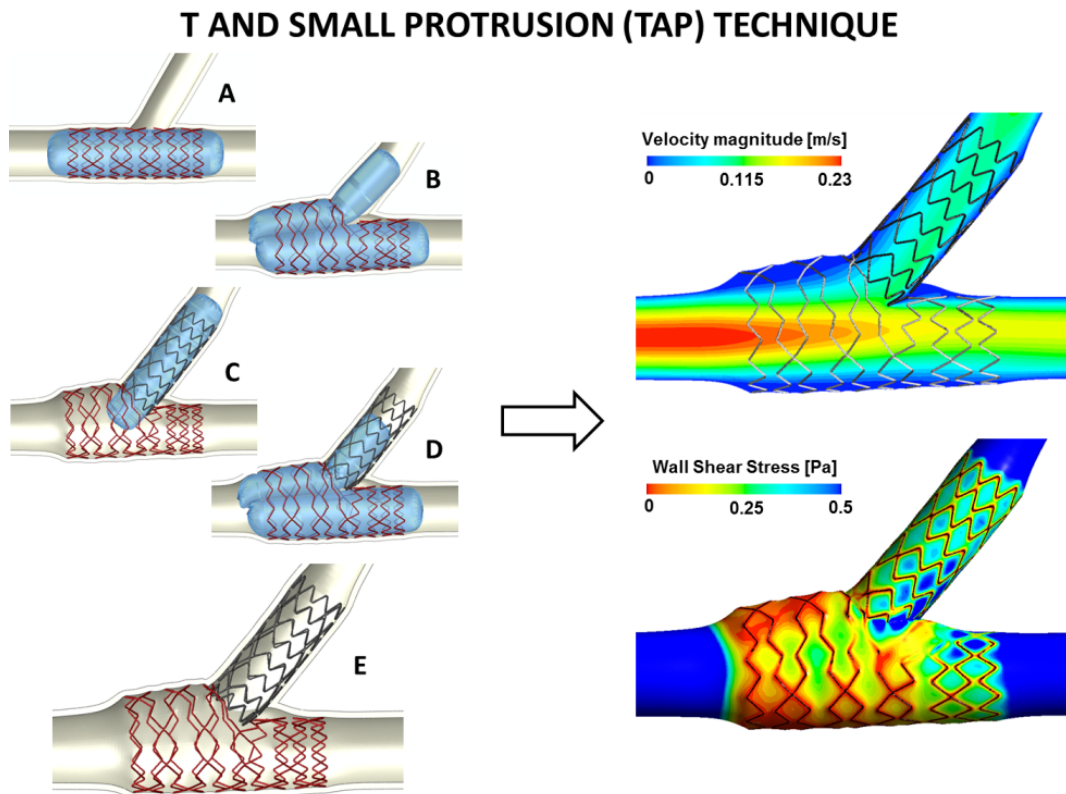 T AND SMALL PROTRUSION (TAP) TECHNIQUE
A
B
C
D
E
Velocity magnitude [m/s]
0 0.115 0.23
Wall Shear Stress [Pa]
0 0.25 0.5